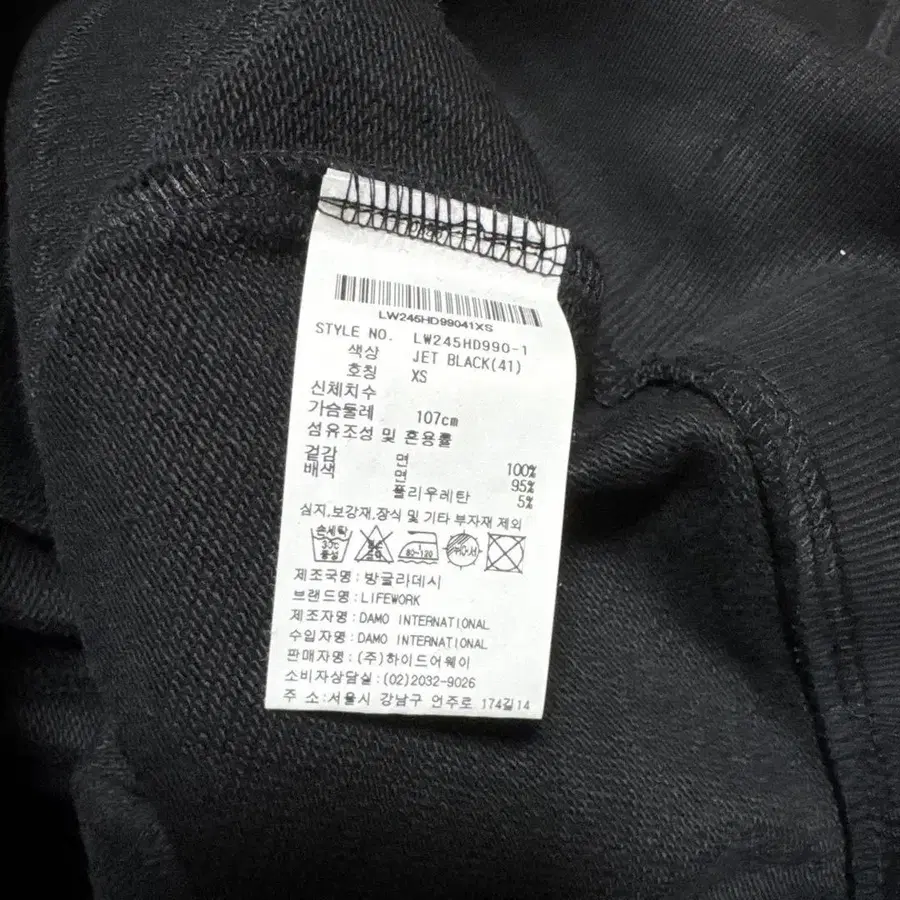 LW245HD99041XS
STYLE NO. LW245HD990-1
색상 JET BLACK(41)
호칭 XS
신체치수
가슴둘레 107cm
섬유조성 및 혼용률
겉감 면 100%
배색 면 95%
폴리우레탄 5%
심지,보강재,장식 및 기타 부자재 제외
손세탁
30℃
중성
80~120
제조국명:방글라데시
브랜드명:LIFEWORK
제조자명:DAMO INTERNATIONAL
수입자명:DAMO INTERNATIONAL
판매자명:(주)하이드어웨이
소비자상담실:(02)2032-9026
주 소:서울시 강남구 언주로 174길14